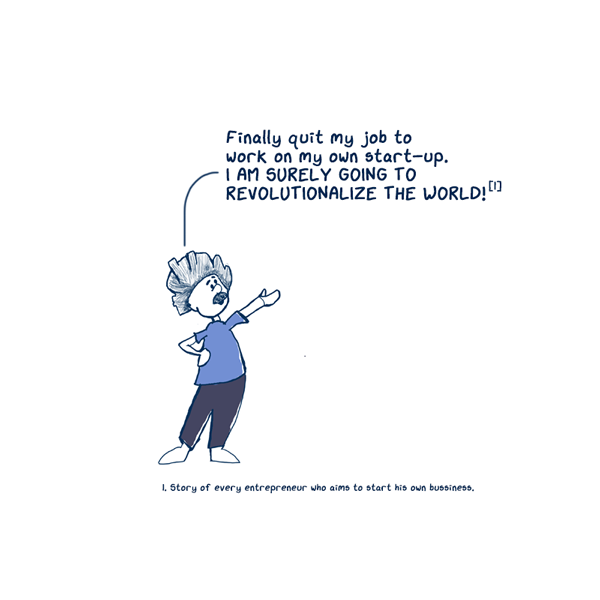 Finally quit my job to
work on my own start-up.
I AM SURELY GOING TO
REVOLUTIONALIZE THE WORLD![1]
1. Story of every entrepreneur who aims to start his own bussiness.